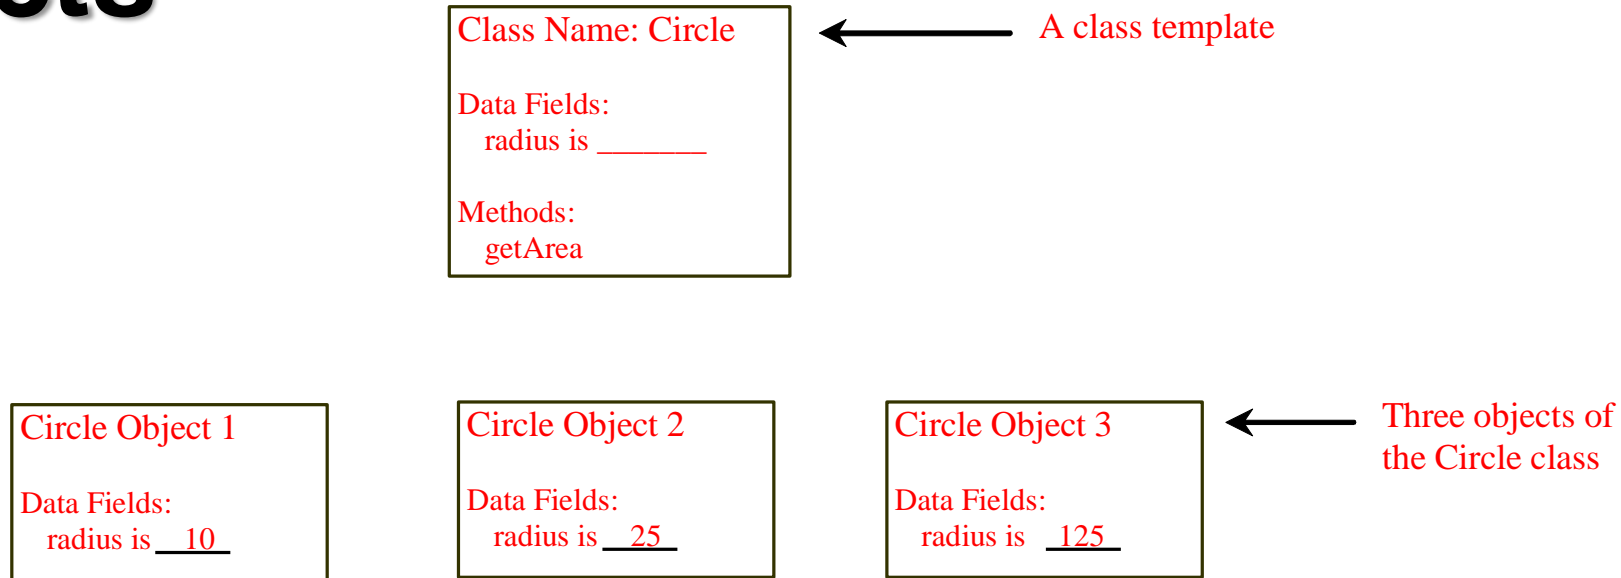 Class Name: Circle
A class template
Data Fields:
radius is _______
Methods:
getArea
Circle Object 1
Data Fields:
radius is 10
Circle Object 2
Data Fields:
radius is 25
Circle Object 3
Data Fields:
radius is 125
Three objects of
the Circle class